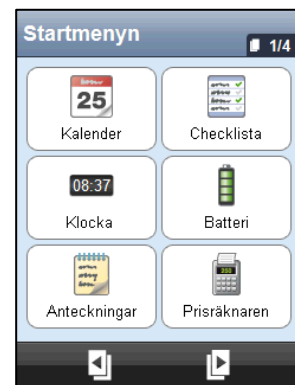 Startmenyn
1/4
25
Kalender
Checklista
08:37
Klocka
Batteri
Anteckningar
Prisräknaren